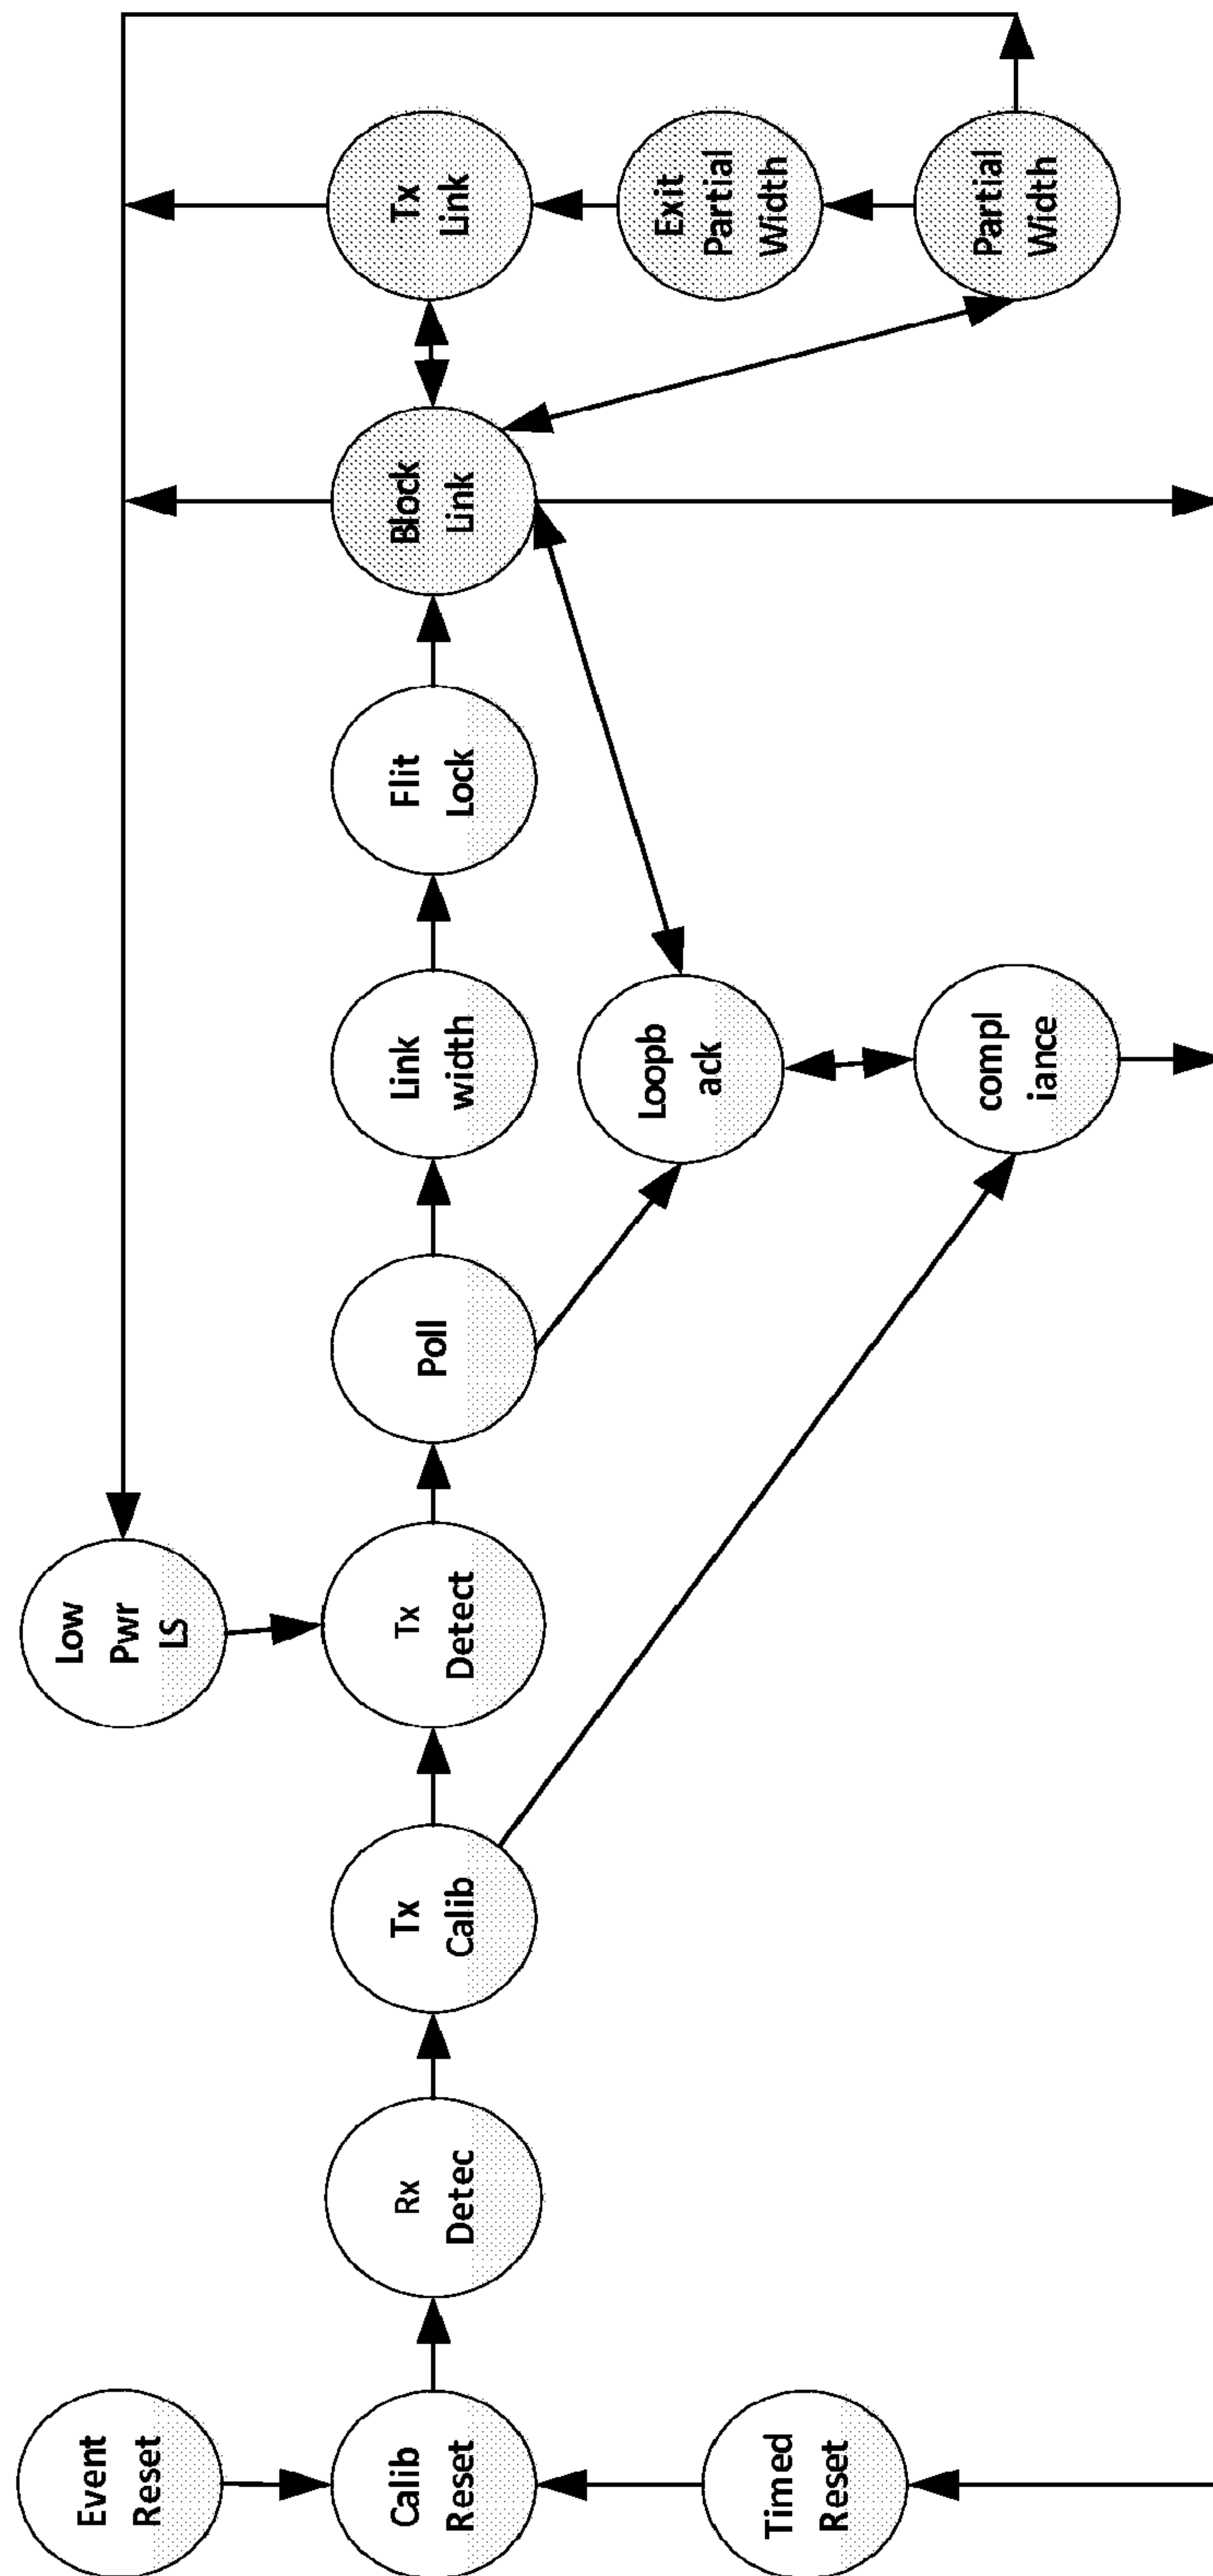 Event
Reset
Calib
Reset
Timed
Reset
Rx
Detec
Tx
Calib
Low
Pwr
LS
Tx
Detect
Poll
Link
width
Loopb
ack
compl
iance
Flit
Lock
Block
Link
Tx
Link
Exit
Partial
Width
Partial
Width